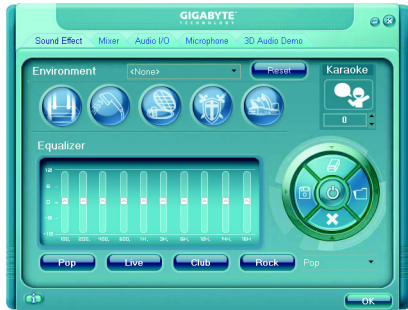 GIGABYTE™
TECHNOLOGY
Sound Effect Mixer Audio I/O Microphone 3D Audio Demo
Environment <None> Reset Karaoke
0
Equalizer
Pop Live Club Rock Pop
OK